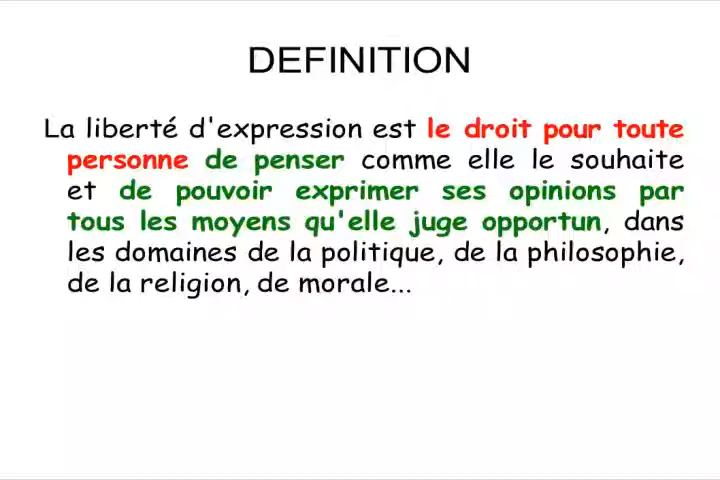 DEFINITION
La liberté d'expression est le droit pour toute
personne de penser comme elle le souhaite
et de pouvoir exprimer ses opinions par
tous les moyens qu'elle juge opportun, dans
les domaines de la politique, de la philosophie,
de la religion, de morale...